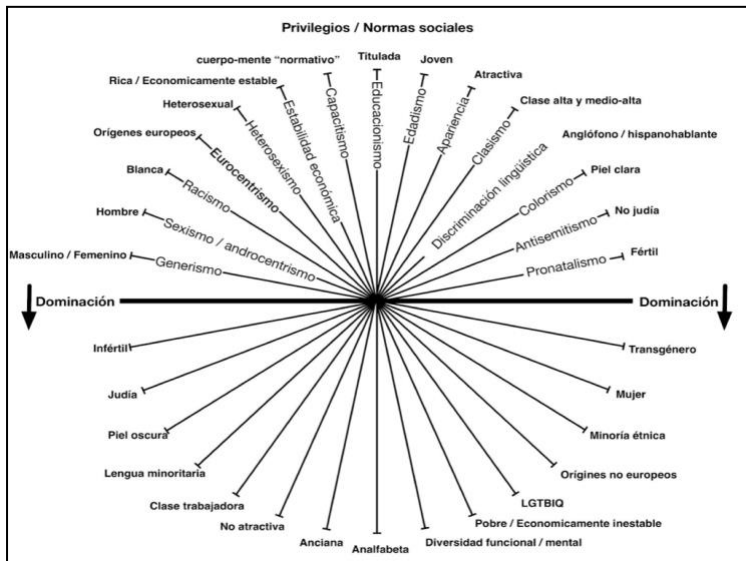 Privilegios / Normas sociales
cuerpo-mente “normativo”
Titulada
Joven
Rica / Economicamente estable
Atractiva
Heterosexual
Clase alta y medio-alta
Orígenes europeos
Anglófono / hispanohablante
Blanca
Piel clara
Hombre
No judía
Masculino / Femenino
Fértil
Generismo
Sexismo / androcentrismo
Racismo
Eurocentrismo
Heterosexismo
Estabilidad económica
Capacitismo
Educacionismo
Edadismo
Apariencia
Clasismo
Discriminación lingüística
Colorismo
Antisemitismo
Pronatalismo
Dominación
Dominación
Infértil
Transgénero
Judía
Mujer
Piel oscura
Minoría étnica
Lengua minoritaria
Orígines no europeos
Clase trabajadora
LGTBIQ
No atractiva
Pobre / Economicamente inestable
Anciana
Analfabeta
Diversidad funcional / mental